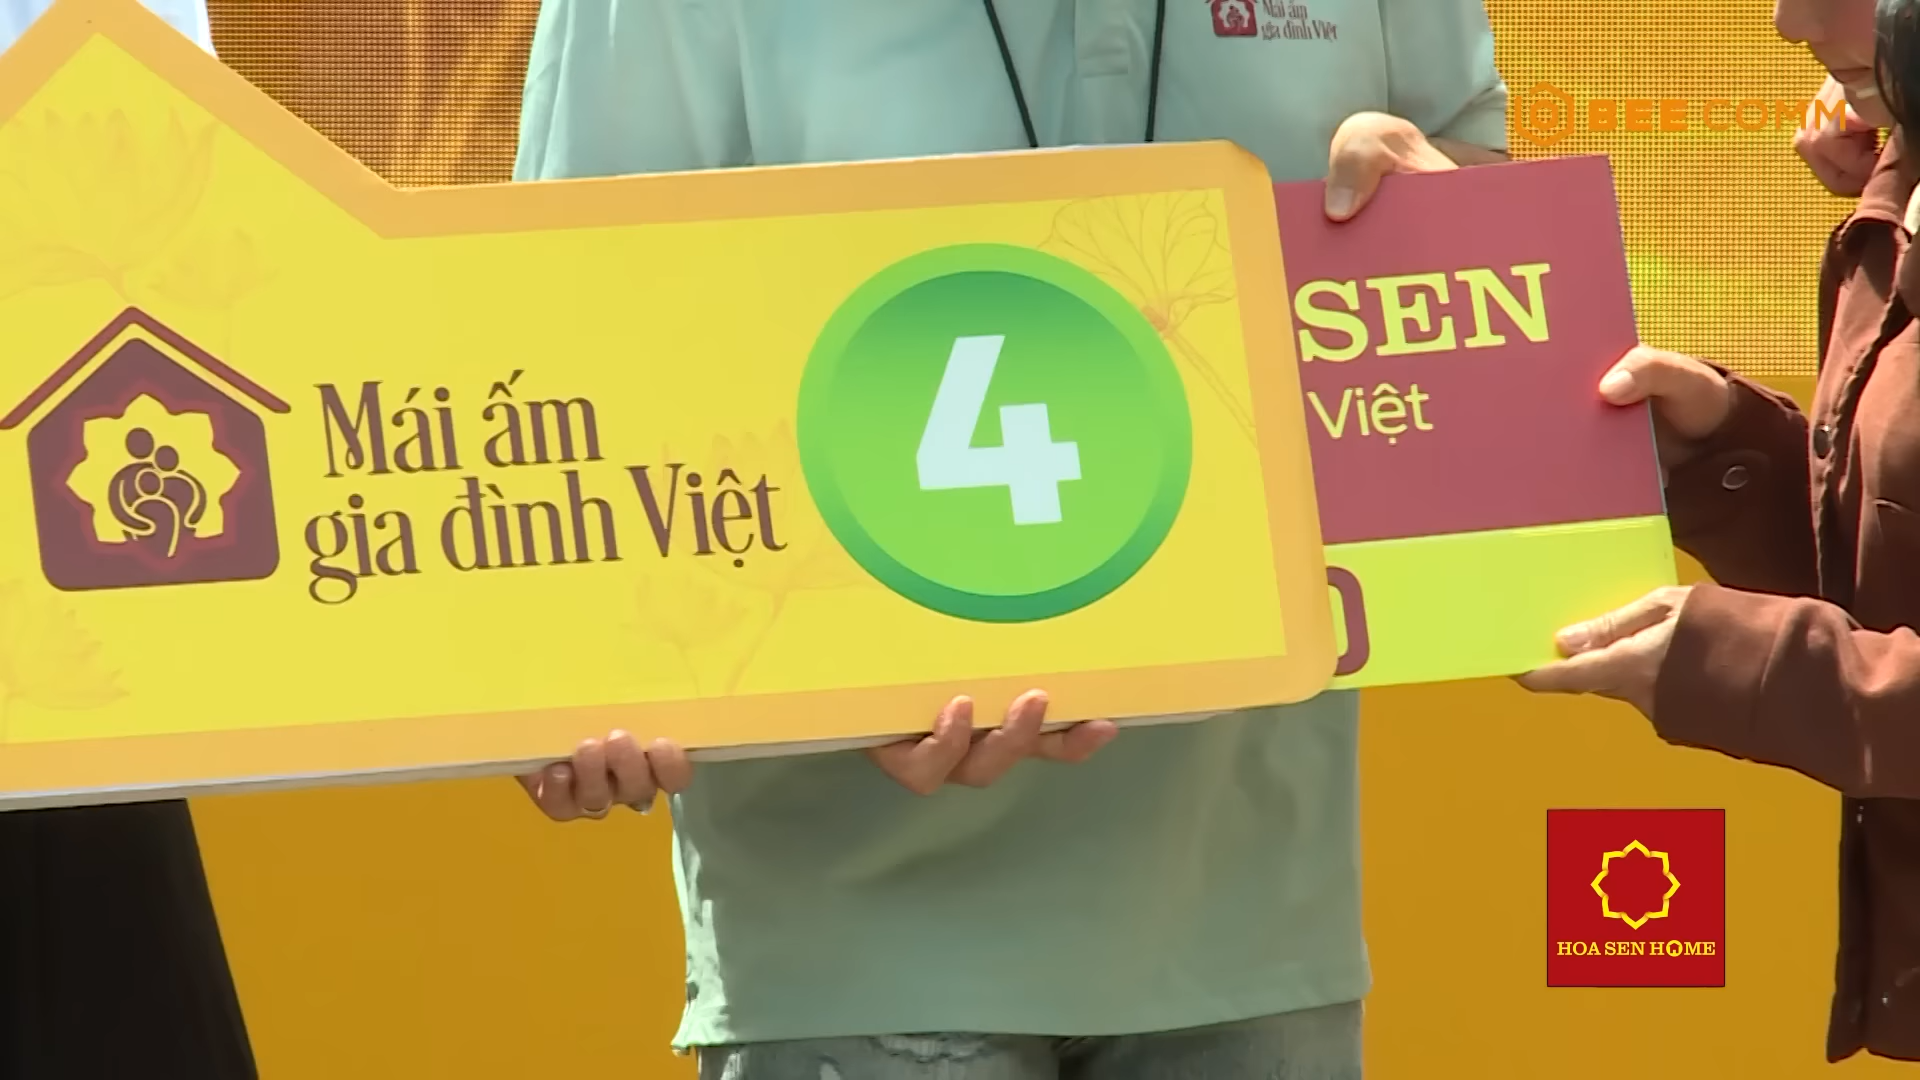 Mái ấm
gia đình Việt
BEE COMM
Mái ấm
gia đình Việt
4
SEN
Việt
HOA SEN HOME